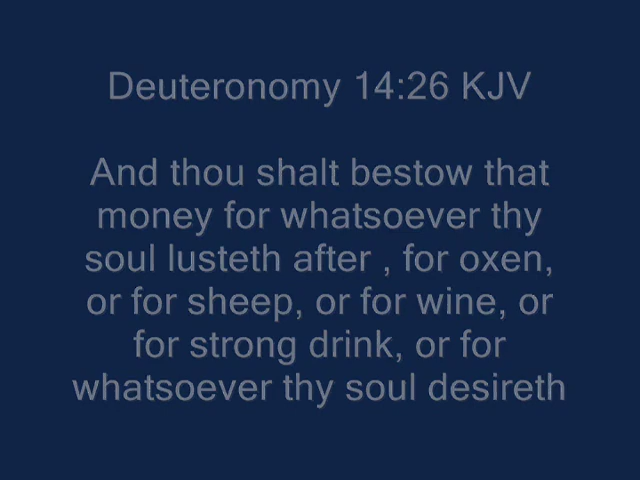 Deuteronomy 14:26 KJV
And thou shalt bestow that
money for whatsoever thy
soul lusteth after , for oxen,
or for sheep, or for wine, or
for strong drink, or for
whatsoever thy soul desireth